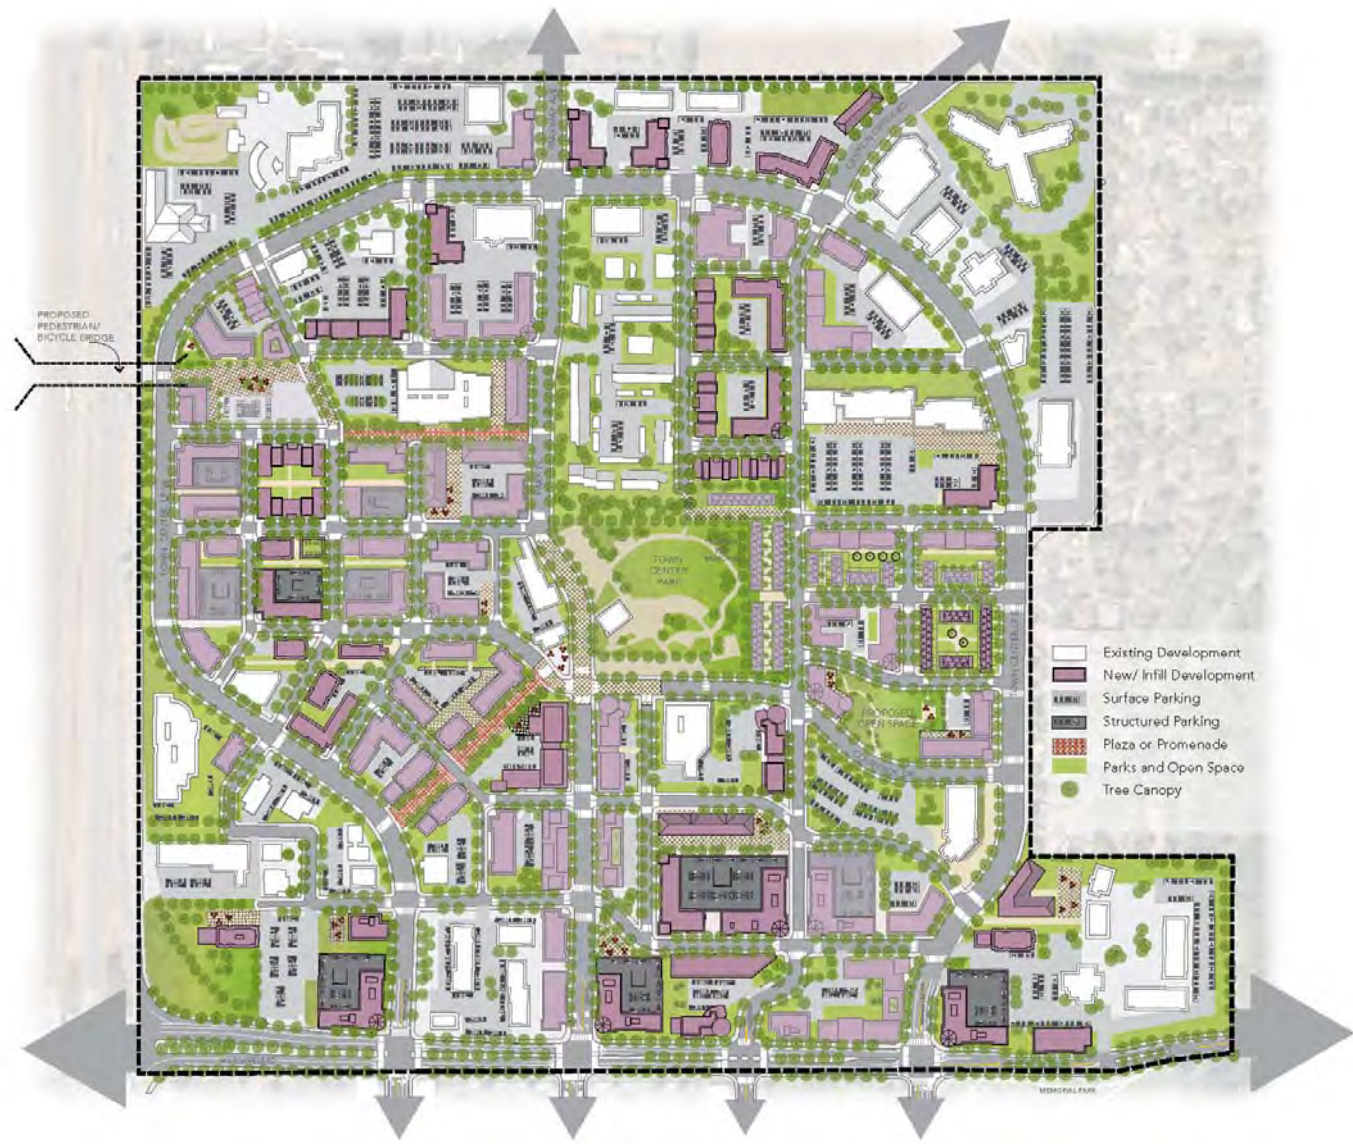 PROPOSED
PEDESTRIAN/
BICYCLE BRIDGE
TOWN
CENTER
PARK
PROPOSED
OPEN SPACE
Existing Development
New/ Infill Development
Surface Parking
Structured Parking
Plaza or Promenade
Parks and Open Space
Tree Canopy
MEMORIAL PARK